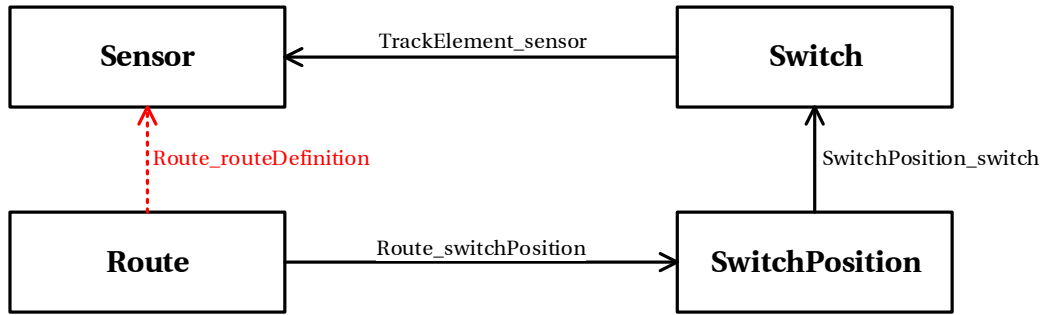 Sensor
TrackElement_sensor
Switch
Route_routeDefinition
SwitchPosition_switch
Route
Route_switchPosition
SwitchPosition